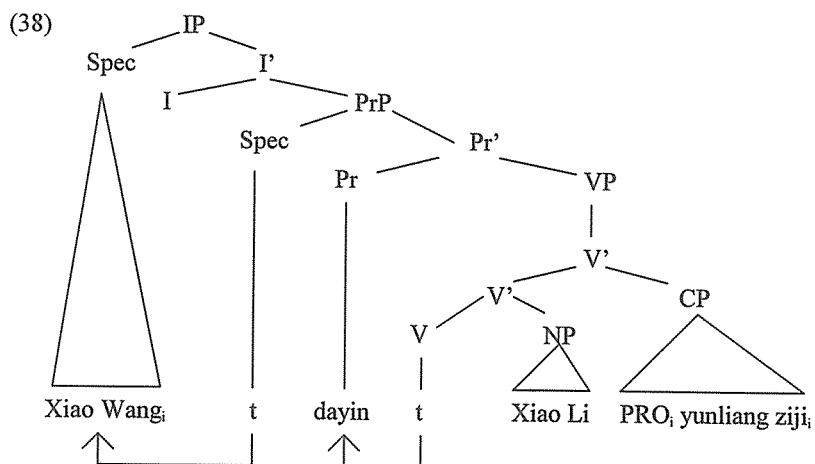 (38)
IP
Spec I'
I PrP
Spec Pr'
Pr VP
V'
V' CP
V NP
Xiao Wangᵢ t dayin t Xiao Li PROᵢ yunliang zijiᵢ